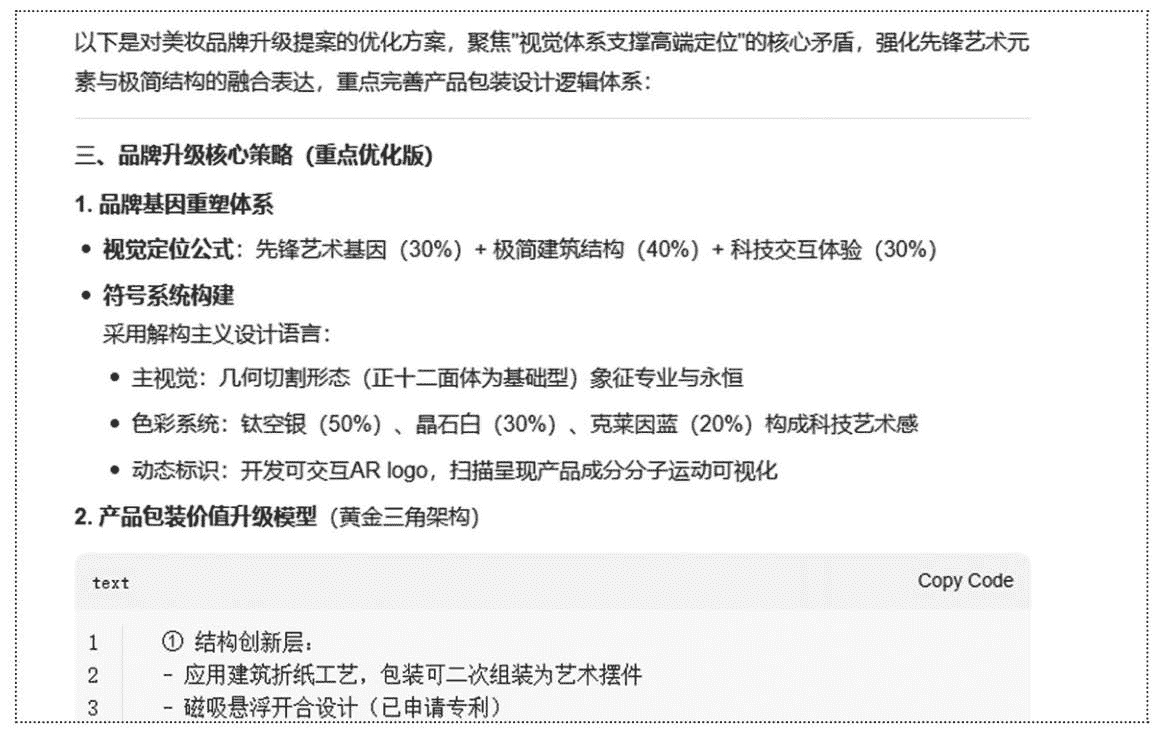 以下是对美妆品牌升级提案的优化方案，聚焦"视觉体系支撑高端定位"的核心矛盾，强化先锋艺术元
素与极简结构的融合表达，重点完善产品包装设计逻辑体系：
三、品牌升级核心策略（重点优化版）
1. 品牌基因重塑体系
• 视觉定位公式：先锋艺术基因（30%）+ 极简建筑结构（40%）+ 科技交互体验（30%）
• 符号系统构建
采用解构主义设计语言：
• 主视觉：几何切割形态（正十二面体为基础型）象征专业与永恒
• 色彩系统：钛空银（50%）、晶石白（30%）、克莱因蓝（20%）构成科技艺术感
• 动态标识：开发可交互AR logo，扫描呈现产品成分分子运动可视化
2. 产品包装价值升级模型（黄金三角架构）
text Copy Code
1 ① 结构创新层：
2 - 应用建筑折纸工艺，包装可二次组装为艺术摆件
3 - 磁吸悬浮开合设计（已申请专利）